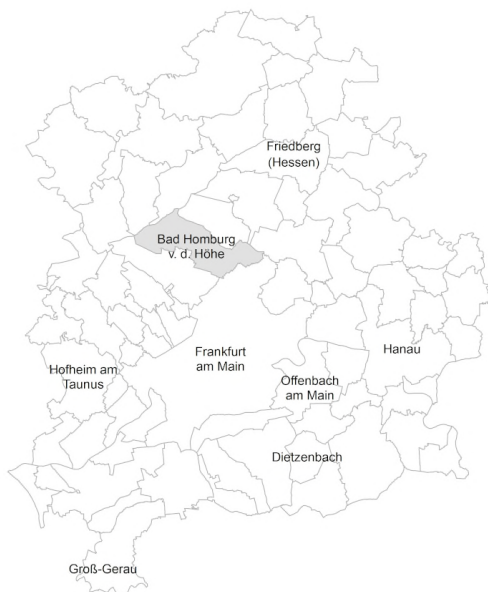 Friedberg
(Hessen)
Bad Homburg
v. d. Höhe
Frankfurt
am Main
Hanau
Hofheim am
Taunus
Offenbach
am Main
Dietzenbach
Groß-Gerau